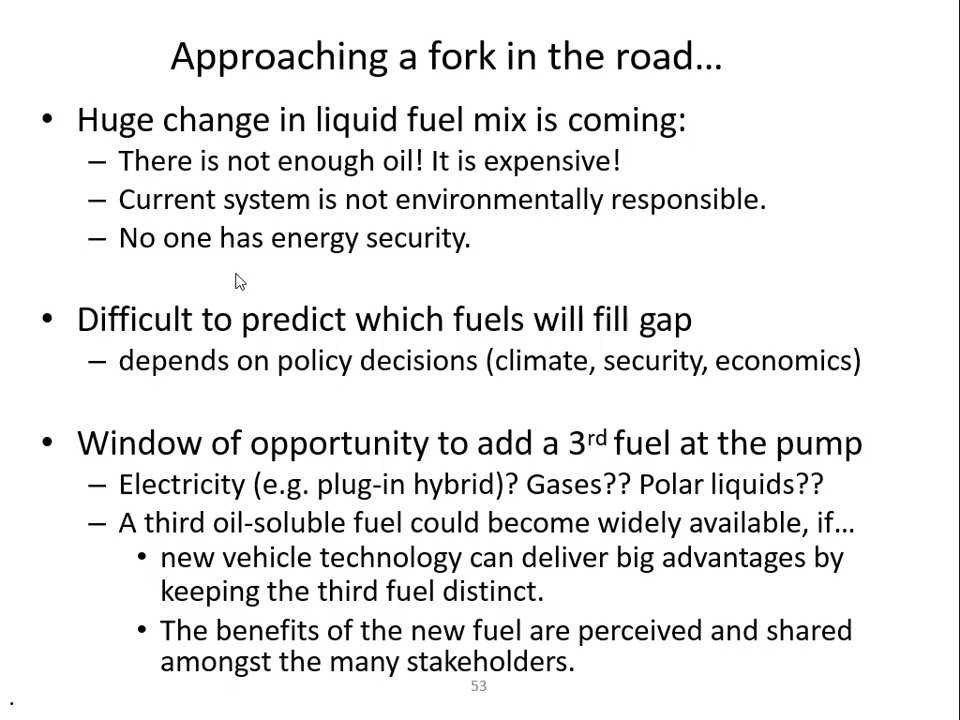 Approaching a fork in the road…
• Huge change in liquid fuel mix is coming:
– There is not enough oil! It is expensive!
– Current system is not environmentally responsible.
– No one has energy security.
• Difficult to predict which fuels will fill gap
– depends on policy decisions (climate, security, economics)
• Window of opportunity to add a 3rd fuel at the pump
– Electricity (e.g. plug-in hybrid)? Gases?? Polar liquids??
– A third oil-soluble fuel could become widely available, if…
• new vehicle technology can deliver big advantages by
keeping the third fuel distinct.
• The benefits of the new fuel are perceived and shared
amongst the many stakeholders.
53
.